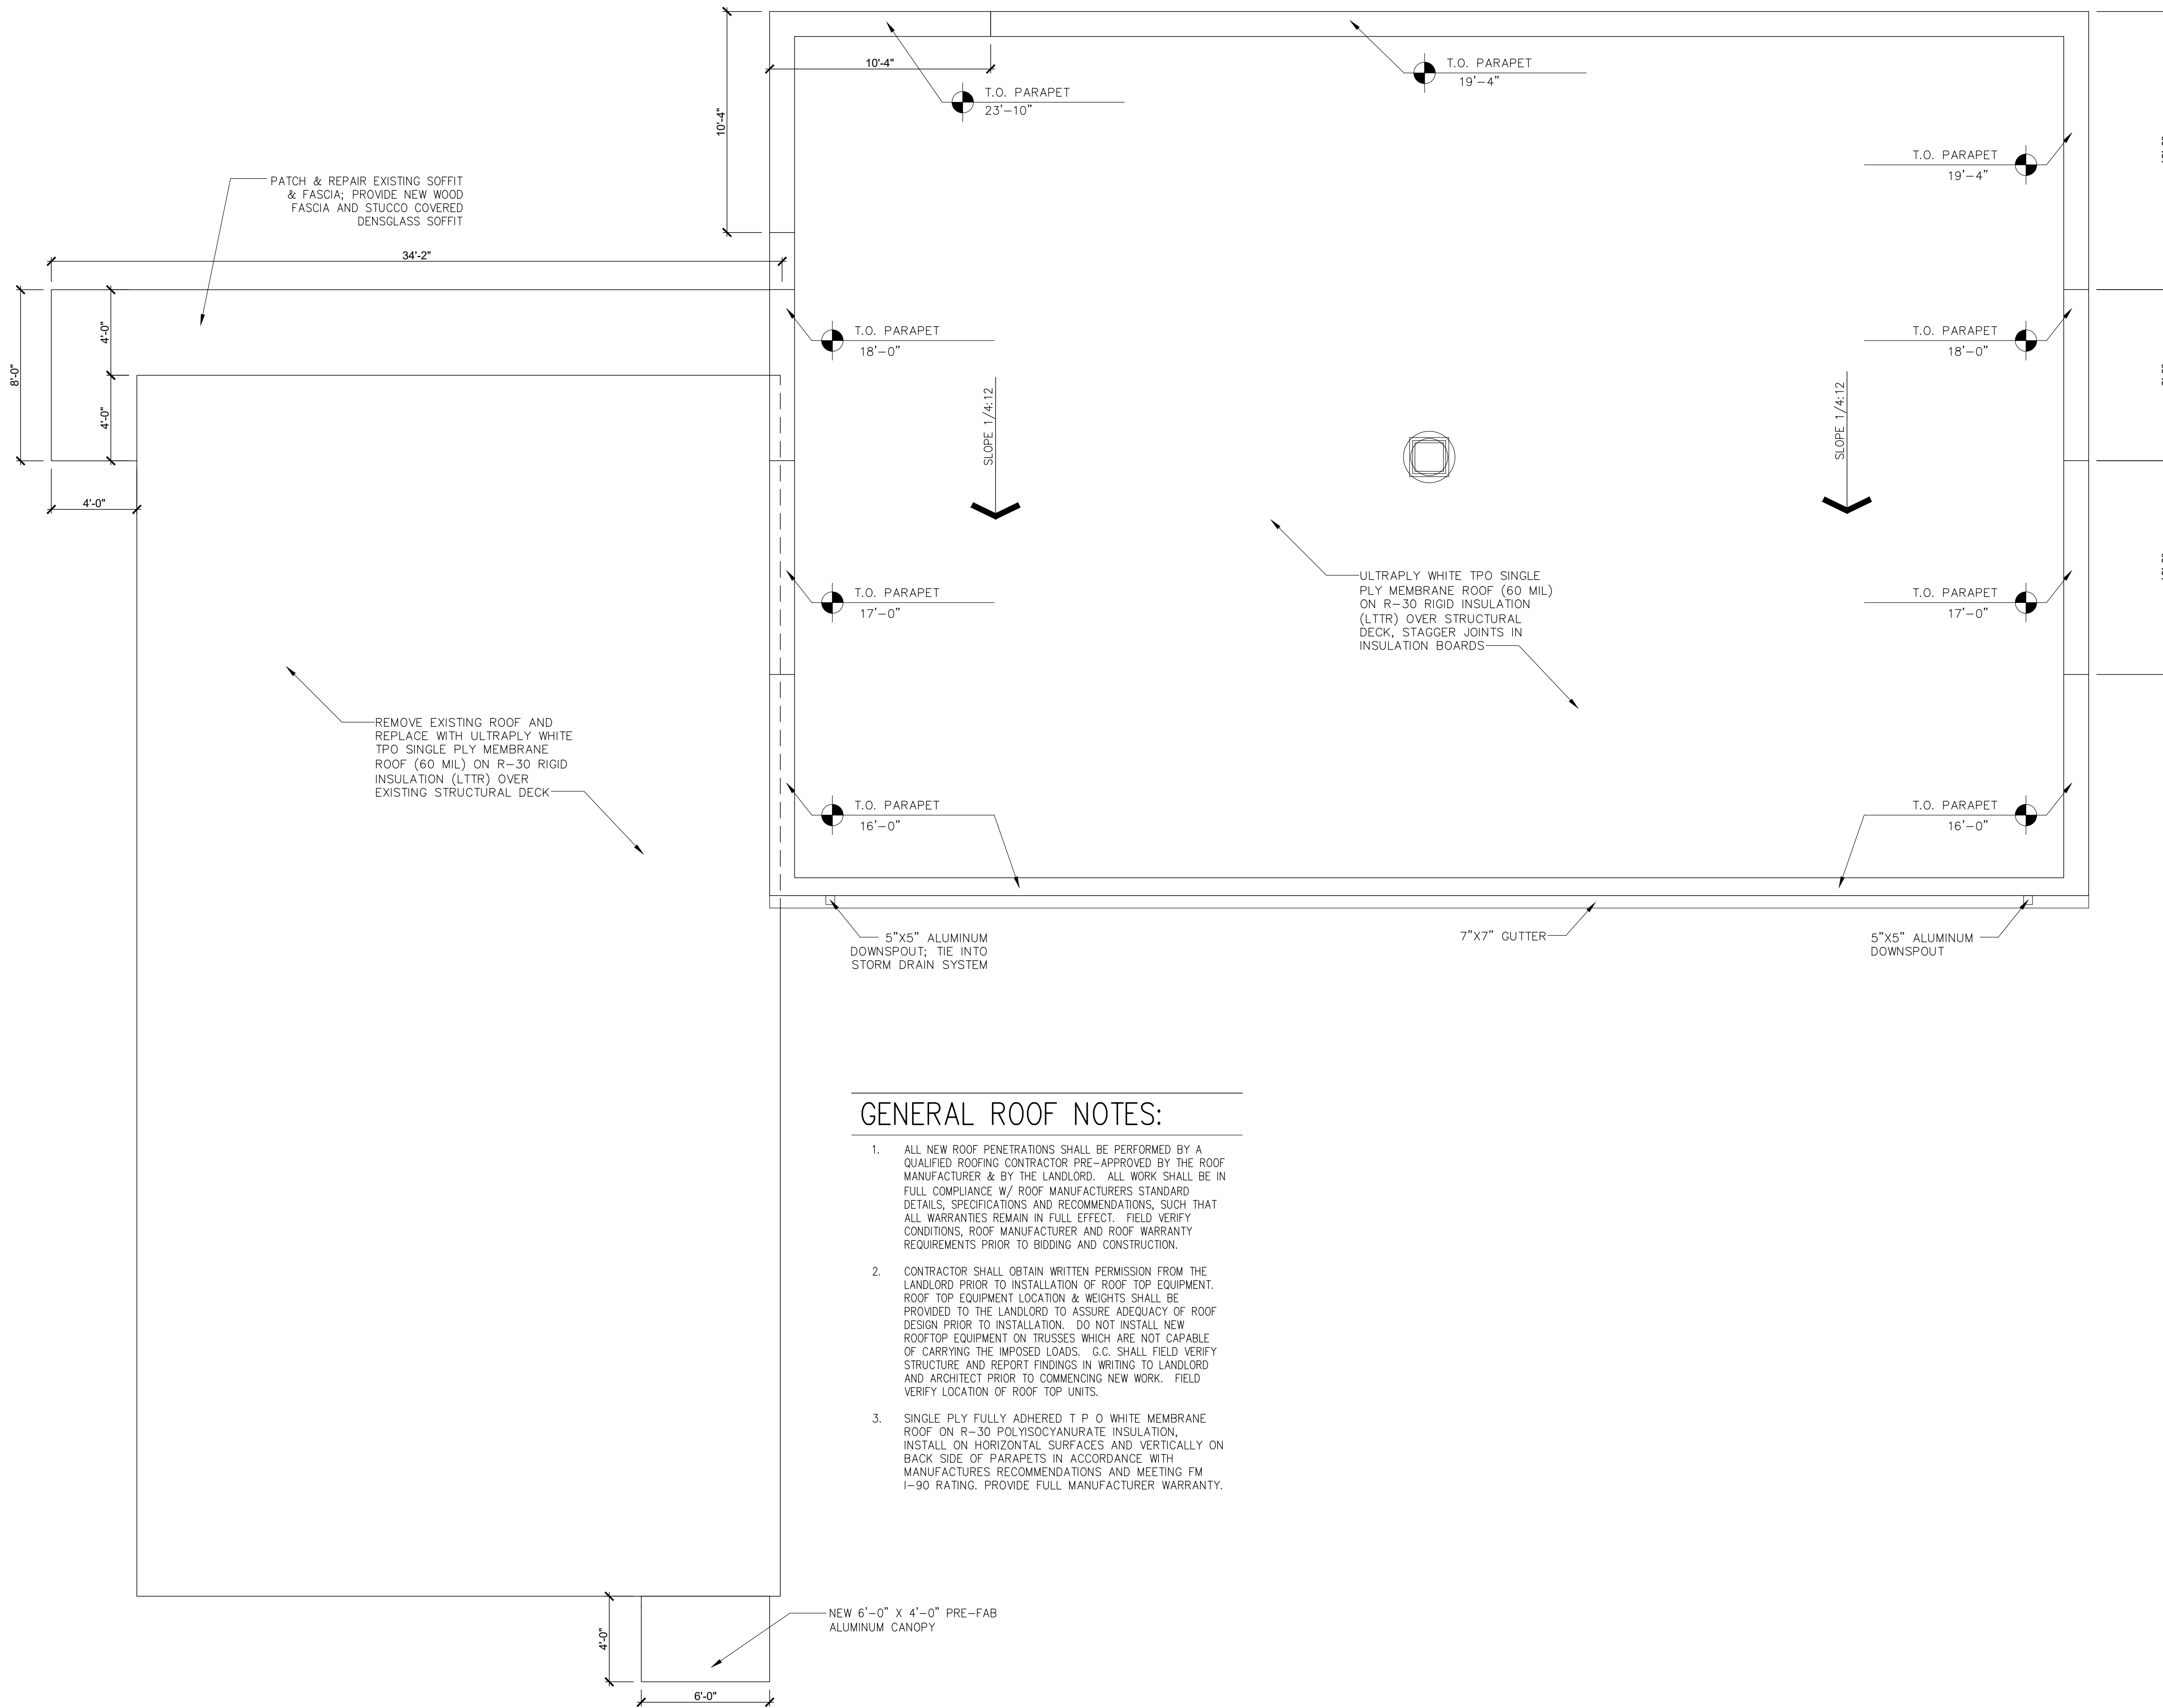 10'-4"
T.O. PARAPET
23'-10"
T.O. PARAPET
19'-4"
10'-4"
T.O. PARAPET
19'-4"
PATCH & REPAIR EXISTING SOFFIT
& FASCIA; PROVIDE NEW WOOD
FASCIA AND STUCCO COVERED
DENSGLASS SOFFIT
34'-2"
8'-0"
4'-0"
4'-0"
4'-0"
T.O. PARAPET
18'-0"
T.O. PARAPET
18'-0"
SLOPE 1/4:12
SLOPE 1/4:12
ULTRAPLY WHITE TPO SINGLE
PLY MEMBRANE ROOF (60 MIL)
ON R-30 RIGID INSULATION
(LTTR) OVER STRUCTURAL
DECK, STAGGER JOINTS IN
INSULATION BOARDS
T.O. PARAPET
17'-0"
T.O. PARAPET
17'-0"
REMOVE EXISTING ROOF AND
REPLACE WITH ULTRAPLY WHITE
TPO SINGLE PLY MEMBRANE
ROOF (60 MIL) ON R-30 RIGID
INSULATION (LTTR) OVER
EXISTING STRUCTURAL DECK
T.O. PARAPET
16'-0"
T.O. PARAPET
16'-0"
5"X5" ALUMINUM
DOWNSPOUT; TIE INTO
STORM DRAIN SYSTEM
7"X7" GUTTER
5"X5" ALUMINUM
DOWNSPOUT
GENERAL ROOF NOTES:
1. ALL NEW ROOF PENETRATIONS SHALL BE PERFORMED BY A
QUALIFIED ROOFING CONTRACTOR PRE-APPROVED BY THE ROOF
MANUFACTURER & BY THE LANDLORD. ALL WORK SHALL BE IN
FULL COMPLIANCE W/ ROOF MANUFACTURERS STANDARD
DETAILS, SPECIFICATIONS AND RECOMMENDATIONS, SUCH THAT
ALL WARRANTIES REMAIN IN FULL EFFECT. FIELD VERIFY
CONDITIONS, ROOF MANUFACTURER AND ROOF WARRANTY
REQUIREMENTS PRIOR TO BIDDING AND CONSTRUCTION.
2. CONTRACTOR SHALL OBTAIN WRITTEN PERMISSION FROM THE
LANDLORD PRIOR TO INSTALLATION OF ROOF TOP EQUIPMENT.
ROOF TOP EQUIPMENT LOCATION & WEIGHTS SHALL BE
PROVIDED TO THE LANDLORD TO ASSURE ADEQUACY OF ROOF
DESIGN PRIOR TO INSTALLATION. DO NOT INSTALL NEW
ROOFTOP EQUIPMENT ON TRUSSES WHICH ARE NOT CAPABLE
OF CARRYING THE IMPOSED LOADS. G.C. SHALL FIELD VERIFY
STRUCTURE AND REPORT FINDINGS IN WRITING TO LANDLORD
AND ARCHITECT PRIOR TO COMMENCING NEW WORK. FIELD
VERIFY LOCATION OF ROOF TOP UNITS.
3. SINGLE PLY FULLY ADHERED T P O WHITE MEMBRANE
ROOF ON R-30 POLYISOCYANURATE INSULATION,
INSTALL ON HORIZONTAL SURFACES AND VERTICALLY ON
BACK SIDE OF PARAPETS IN ACCORDANCE WITH
MANUFACTURES RECOMMENDATIONS AND MEETING FM
I-90 RATING. PROVIDE FULL MANUFACTURER WARRANTY.
NEW 6'-0" X 4'-0" PRE-FAB
ALUMINUM CANOPY
4'-0"
6'-0"